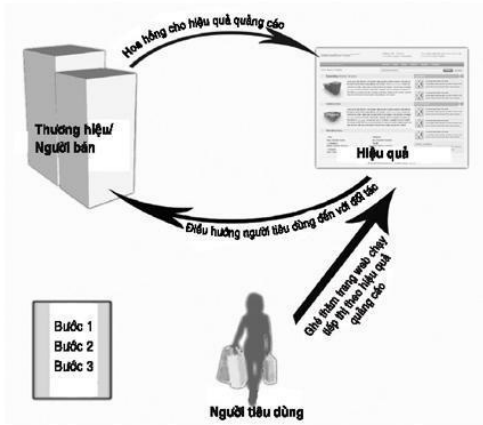 Hoa hồng cho hiệu quả quảng cáo
Thương hiệu/
Người bán
Hiệu quả
Điều hướng người tiêu dùng đến với đối tác
Ghé thăm trang web chạy
tiếp thị theo hiệu quả
quảng cáo
Bước 1
Bước 2
Bước 3
Người tiêu dùng